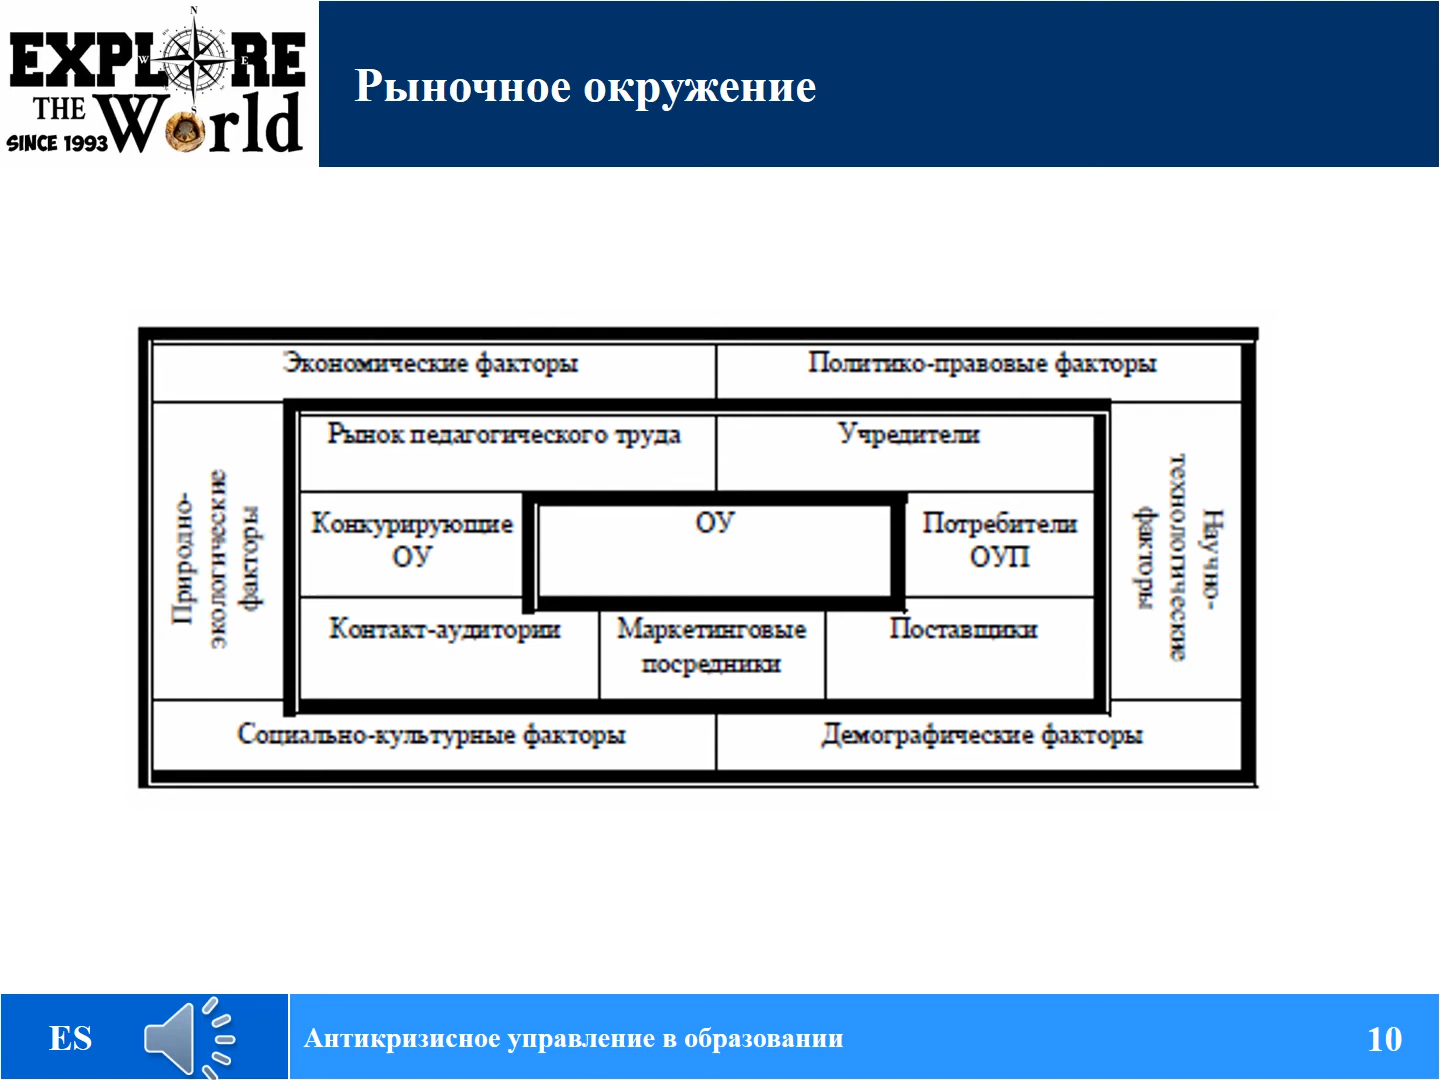 N
EXPLORE
W E
THE World
S
SINCE 1993
Рыночное окружение
Экономические факторы
Политико-правовые факторы
Природно-
экологические
факторы
Рынок педагогического труда
Учредители
Конкурирующие
ОУ
ОУ
Потребители
ОУП
Контакт-аудитории
Маркетинговые
посредники
Поставщики
Научно-
технологические
факторы
Социально-культурные факторы
Демографические факторы
ES
Антикризисное управление в образовании
10